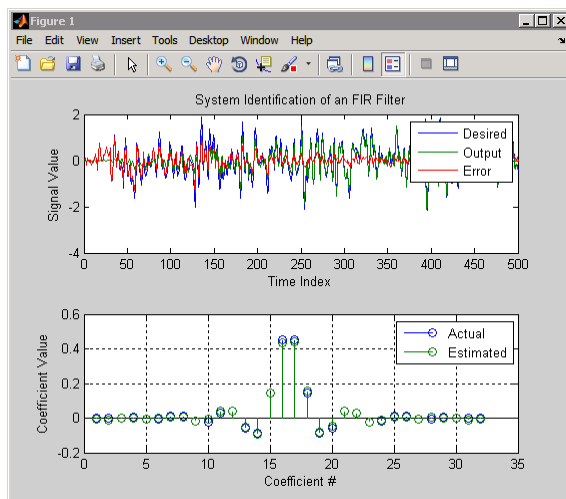 Figure 1
File Edit View Insert Tools Desktop Window Help
System Identification of an FIR Filter
Signal Value
2
0
-2
-4
Desired
Output
Error
0 50 100 150 200 250 300 350 400 450 500
Time Index
Coefficient Value
0.6
0.4
0.2
0
-0.2
Actual
Estimated
0 5 10 15 20 25 30 35
Coefficient #